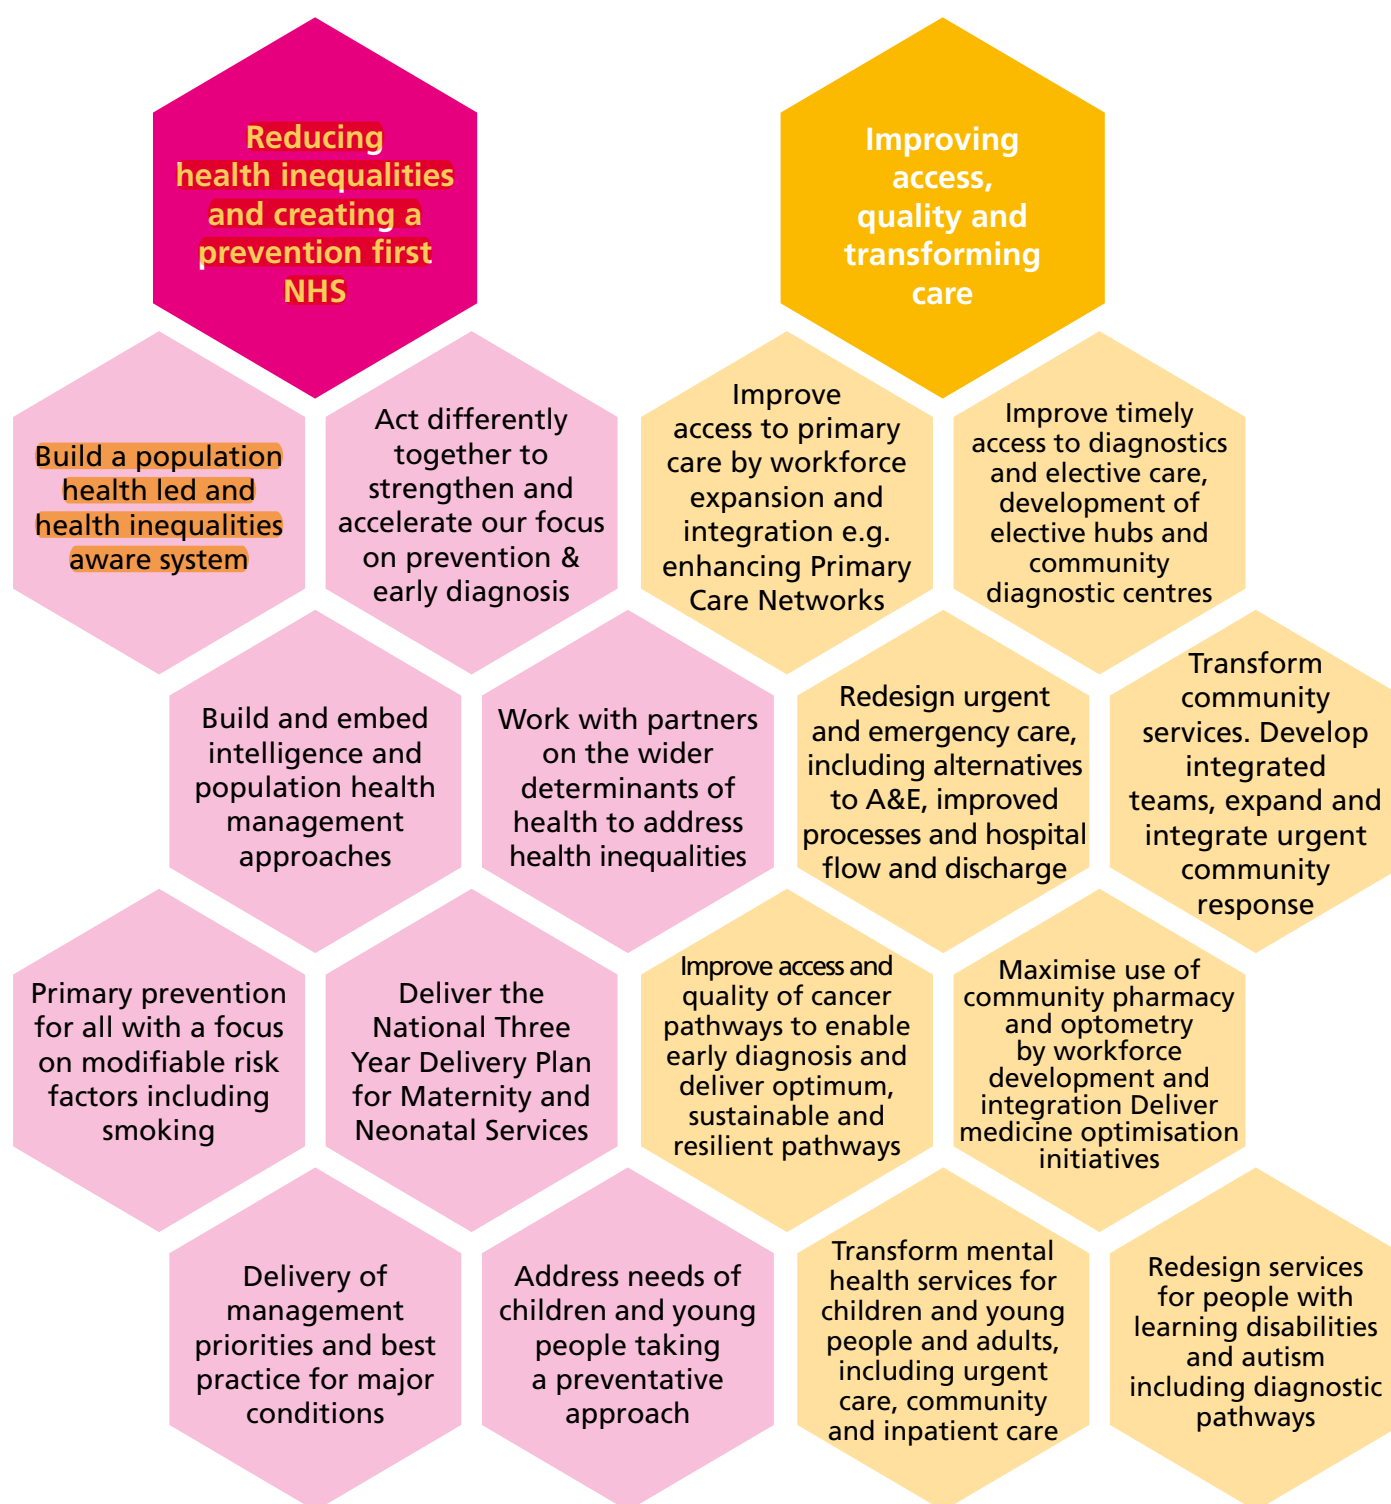 Reducing
health inequalities
and creating a
prevention first
NHS
Improving
access,
quality and
transforming
care
Build a population
health led and
health inequalities
aware system
Act differently
together to
strengthen and
accelerate our focus
on prevention &
early diagnosis
Improve
access to primary
care by workforce
expansion and
integration e.g.
enhancing Primary
Care Networks
Improve timely
access to diagnostics
and elective care,
development of
elective hubs and
community
diagnostic centres
Build and embed
intelligence and
population health
management
approaches
Work with partners
on the wider
determinants of
health to address
health inequalities
Redesign urgent
and emergency care,
including alternatives
to A&E, improved
processes and hospital
flow and discharge
Transform
community
services. Develop
integrated
teams, expand and
integrate urgent
community
response
Primary prevention
for all with a focus
on modifiable risk
factors including
smoking
Deliver the
National Three
Year Delivery Plan
for Maternity and
Neonatal Services
Improve access and
quality of cancer
pathways to enable
early diagnosis and
deliver optimum,
sustainable and
resilient pathways
Maximise use of
community pharmacy
and optometry
by workforce
development and
integration Deliver
medicine optimisation
initiatives
Delivery of
management
priorities and best
practice for major
conditions
Address needs of
children and young
people taking
a preventative
approach
Transform mental
health services for
children and young
people and adults,
including urgent
care, community
and inpatient care
Redesign services
for people with
learning disabilities
and autism
including diagnostic
pathways